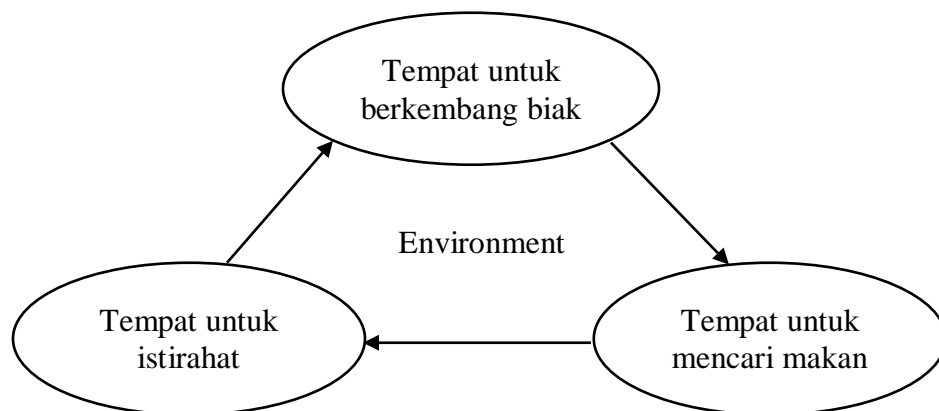 Tempat untuk
berkembang biak
Environment
Tempat untuk
istirahat
Tempat untuk
mencari makan